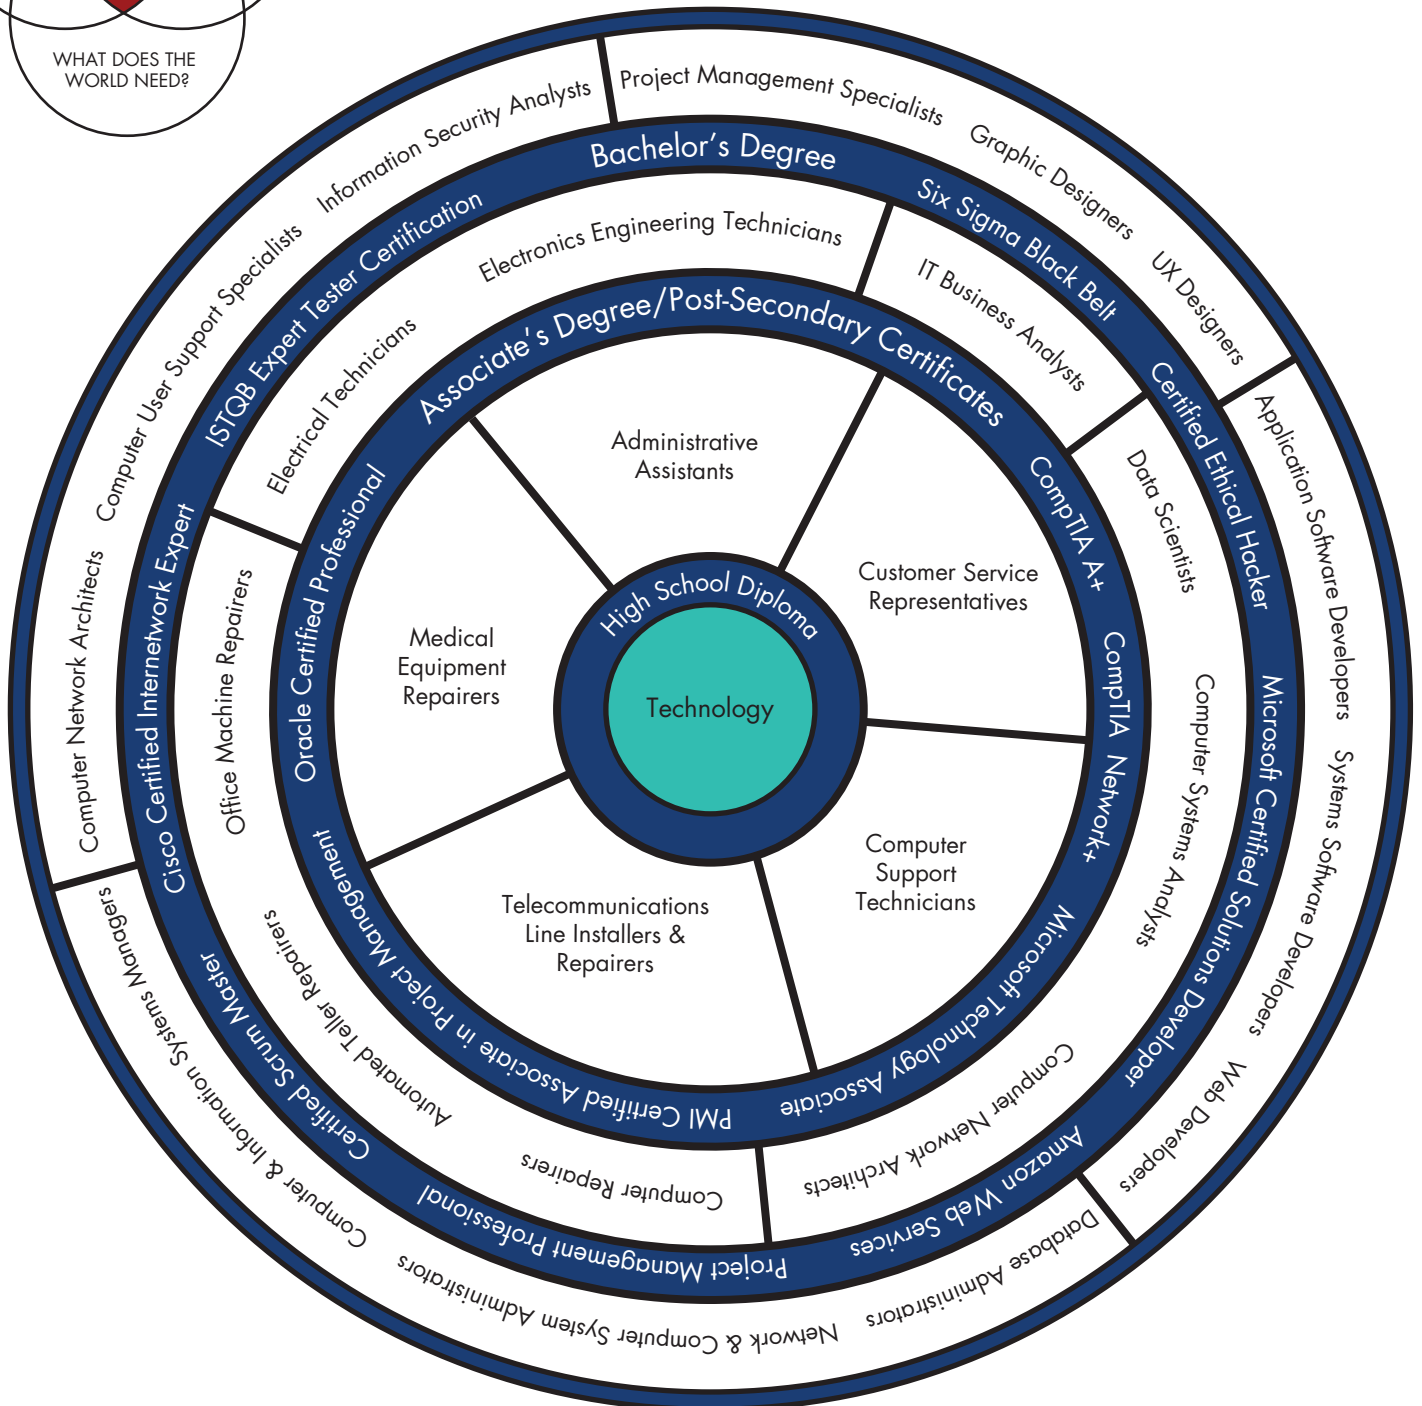 WHAT DOES THE
WORLD NEED?
Project Management Specialists
Graphic Designers
UX Designers
Application Software Developers
Systems Software Developers
Web Developers
Database Administrators
Network & Computer System Administrators
Computer & Information Systems Managers
Computer Network Architects
Computer User Support Specialists
Information Security Analysts
Bachelor's Degree
Six Sigma Black Belt
Certified Ethical Hacker
Microsoft Certified Solutions Developer
Amazon Web Services
Project Management Professional
Certified Scrum Master
Cisco Certified Internetwork Expert
ISTQB Expert Tester Certification
Electronics Engineering Technicians
IT Business Analysts
Data Scientists
Computer Systems Analysts
Computer Network Architects
Computer Repairers
Automated Teller Repairers
Office Machine Repairers
Electrical Technicians
Associate's Degree/Post-Secondary Certificates
CompTIA A+
CompTIA Network+
Microsoft Technology Associate
PMI Certified Associate in Project Management
Oracle Certified Professional
Administrative
Assistants
Customer Service
Representatives
Computer
Support
Technicians
Telecommunications
Line Installers &
Repairers
Medical
Equipment
Repairers
High School Diploma
Technology